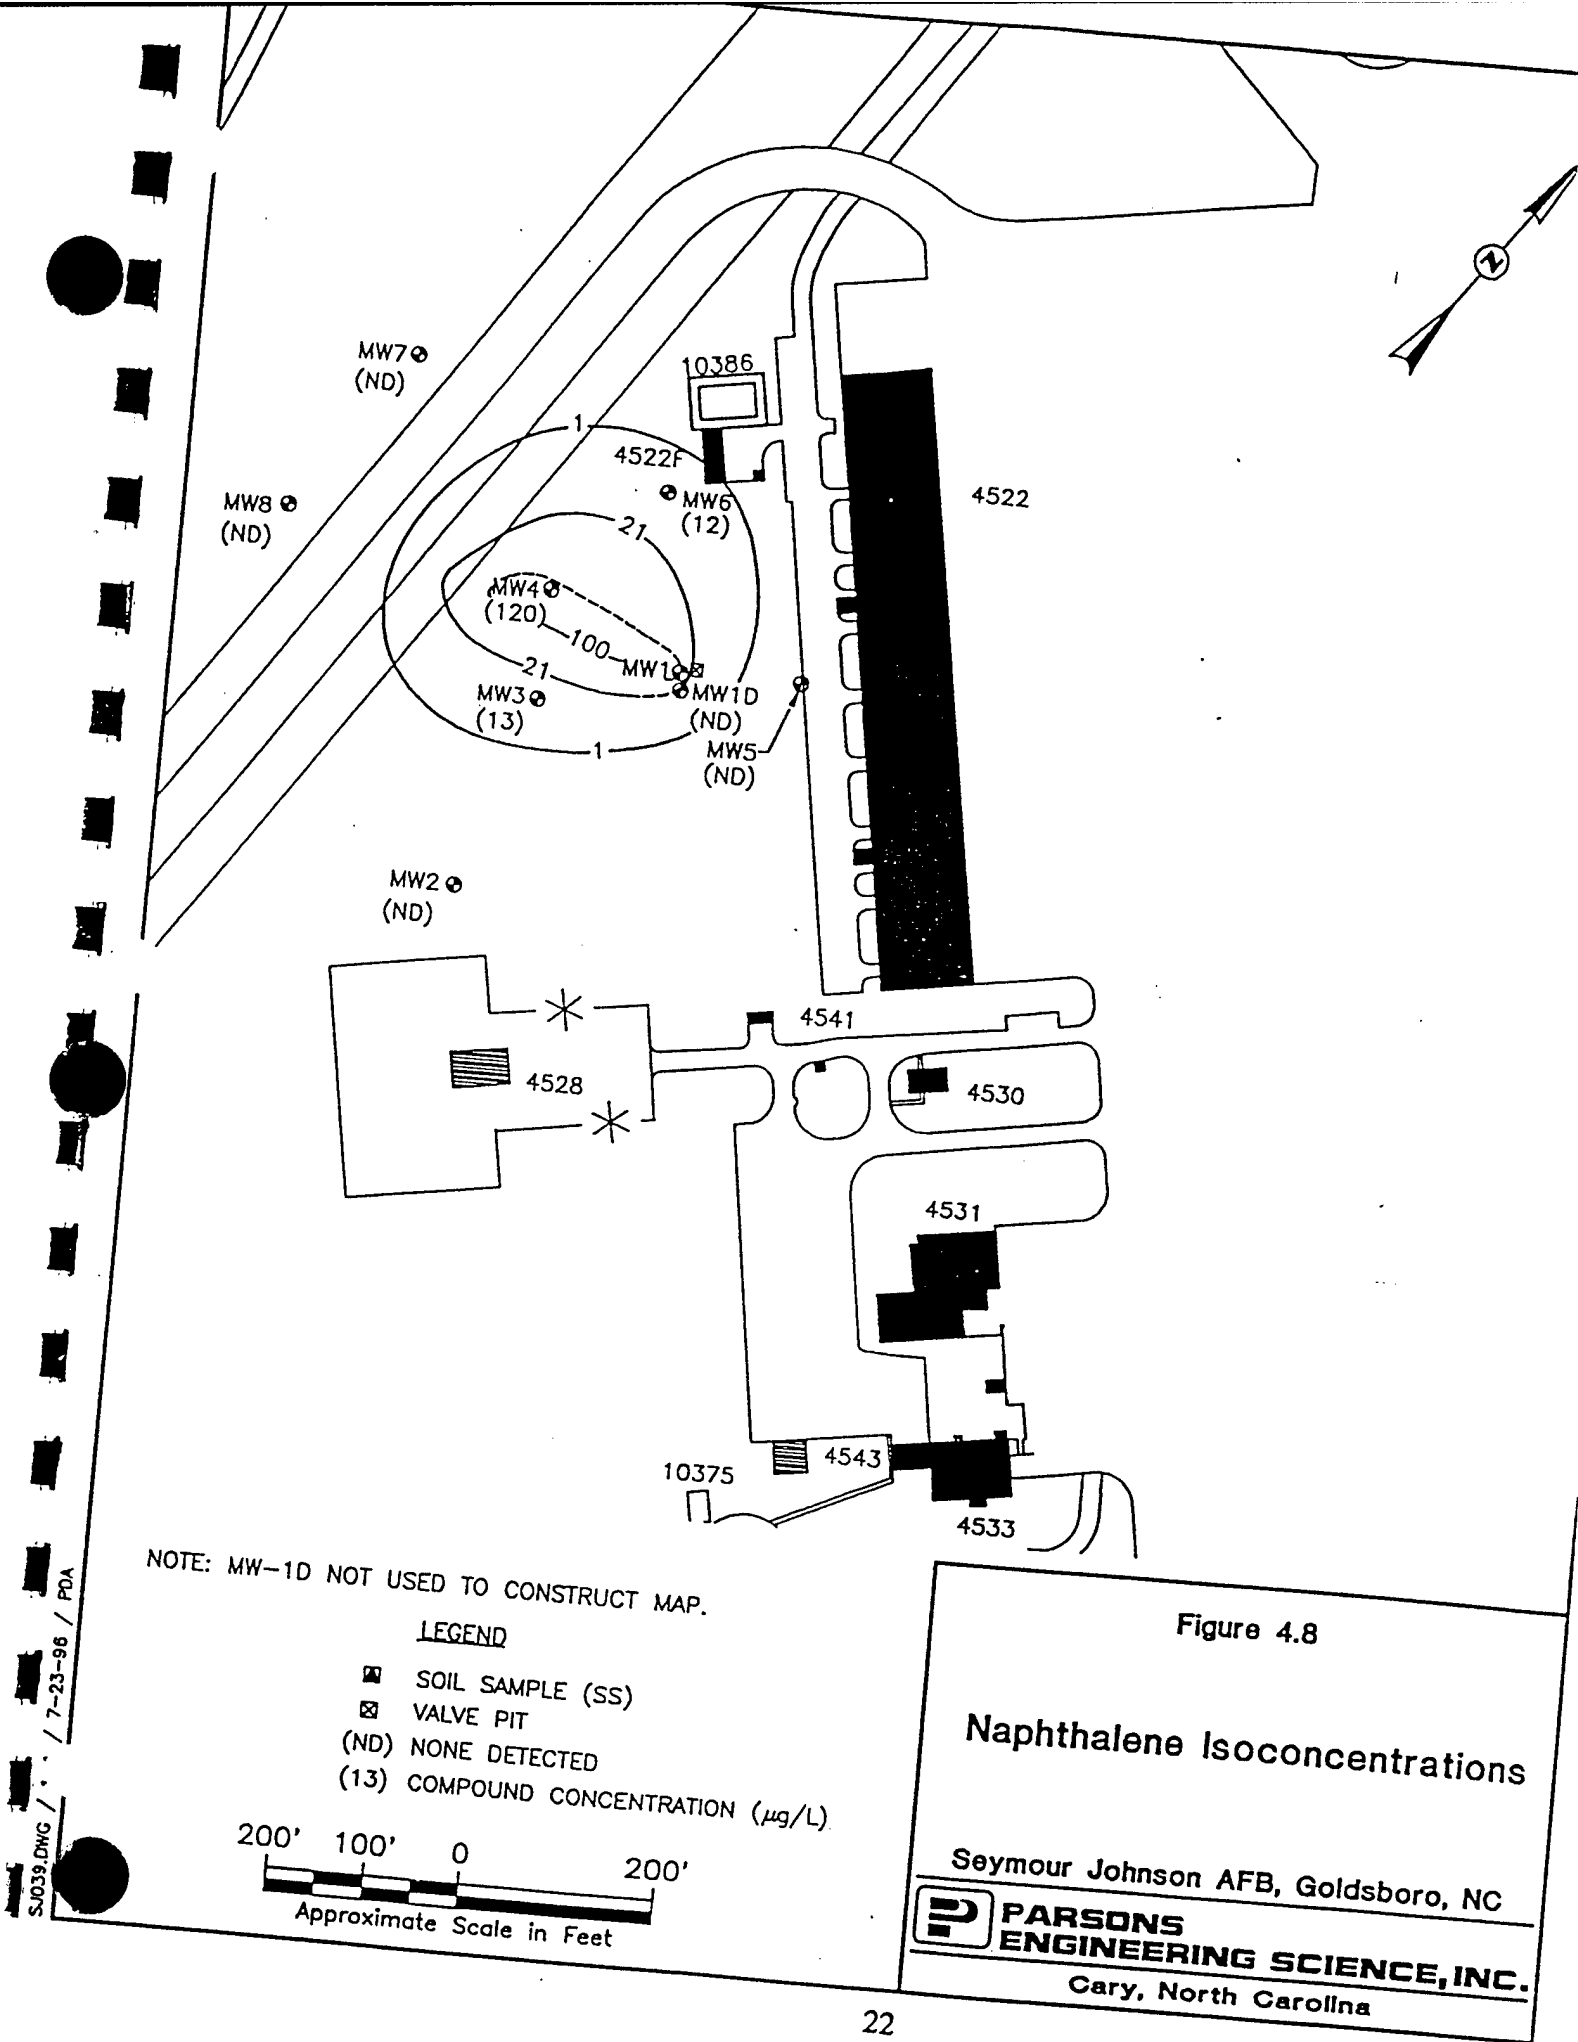 MW7
(ND)
10386
1
4522F
MW8
(ND)
MW6
(12)
4522
21
MW4
(120)
100
21
MW1
MW1D
(ND)
MW3
(13)
1
MW5
(ND)
MW2
(ND)
4541
4528
4530
4531
4543
10375
4533
N
NOTE: MW-1D NOT USED TO CONSTRUCT MAP.
LEGEND
SOIL SAMPLE (SS)
VALVE PIT
(ND) NONE DETECTED
(13) COMPOUND CONCENTRATION (µg/L)
200' 100' 0 200'
Approximate Scale in Feet
SJ039.DWG / / 7-23-96 / PDA
Figure 4.8
Naphthalene Isoconcentrations
Seymour Johnson AFB, Goldsboro, NC
PARSONS
ENGINEERING SCIENCE, INC.
Cary, North Carolina
22